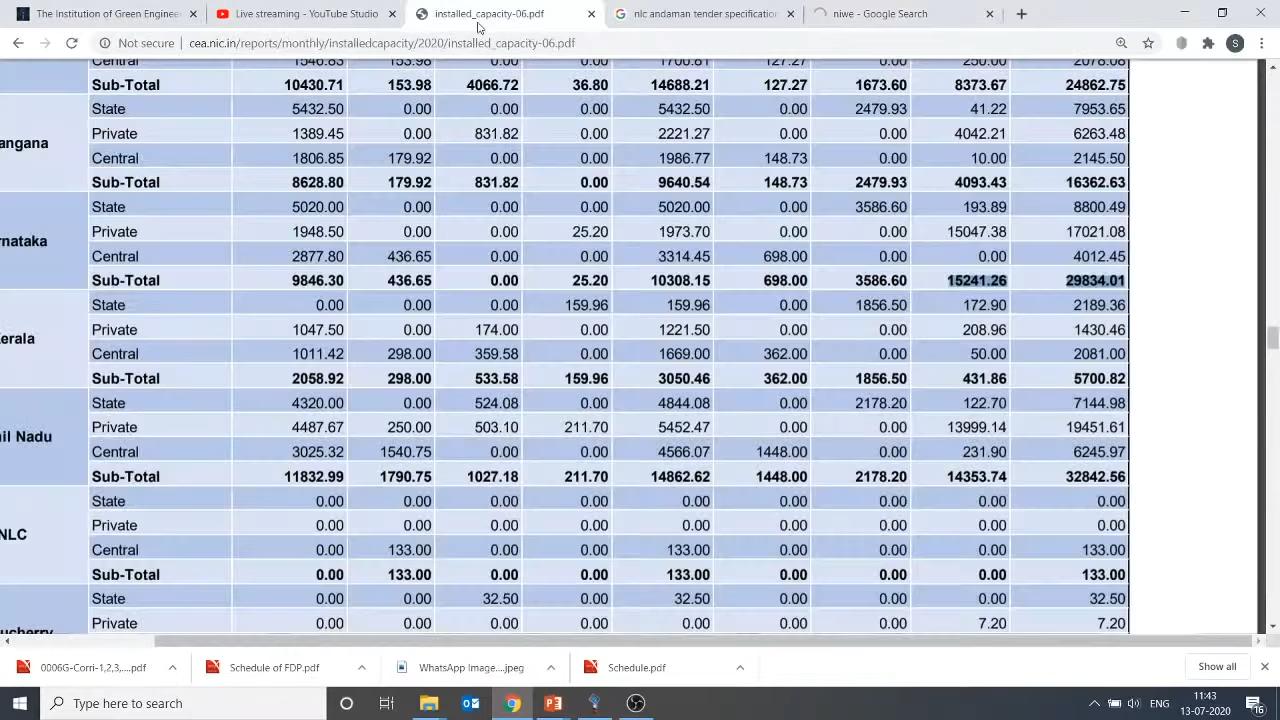 The Institution of Green Enginee
Live streaming - YouTube Studio
installed_capacity-06.pdf
nlc andaman tender specification
niwe - Google Search
Not secure
cea.nic.in/reports/monthly/installedcapacity/2020/installed_capacity-06.pdf
S
Central 1546.83 153.98 0.00 0.00 1700.81 127.27 0.00 250.00 2078.08
Sub-Total 10430.71 153.98 4066.72 36.80 14688.21 127.27 1673.60 8373.67 24862.75
State 5432.50 0.00 0.00 0.00 5432.50 0.00 2479.93 41.22 7953.65
angana Private 1389.45 0.00 831.82 0.00 2221.27 0.00 0.00 4042.21 6263.48
Central 1806.85 179.92 0.00 0.00 1986.77 148.73 0.00 10.00 2145.50
Sub-Total 8628.80 179.92 831.82 0.00 9640.54 148.73 2479.93 4093.43 16362.63
State 5020.00 0.00 0.00 0.00 5020.00 0.00 3586.60 193.89 8800.49
rnataka Private 1948.50 0.00 0.00 25.20 1973.70 0.00 0.00 15047.38 17021.08
Central 2877.80 436.65 0.00 0.00 3314.45 698.00 0.00 0.00 4012.45
Sub-Total 9846.30 436.65 0.00 25.20 10308.15 698.00 3586.60 15241.26 29834.01
State 0.00 0.00 0.00 159.96 159.96 0.00 1856.50 172.90 2189.36
Kerala Private 1047.50 0.00 174.00 0.00 1221.50 0.00 0.00 208.96 1430.46
Central 1011.42 298.00 359.58 0.00 1669.00 362.00 0.00 50.00 2081.00
Sub-Total 2058.92 298.00 533.58 159.96 3050.46 362.00 1856.50 431.86 5700.82
State 4320.00 0.00 524.08 0.00 4844.08 0.00 2178.20 122.70 7144.98
nil Nadu Private 4487.67 250.00 503.10 211.70 5452.47 0.00 0.00 13999.14 19451.61
Central 3025.32 1540.75 0.00 0.00 4566.07 1448.00 0.00 231.90 6245.97
Sub-Total 11832.99 1790.75 1027.18 211.70 14862.62 1448.00 2178.20 14353.74 32842.56
State 0.00 0.00 0.00 0.00 0.00 0.00 0.00 0.00 0.00
Private 0.00 0.00 0.00 0.00 0.00 0.00 0.00 0.00 0.00
NLC Central 0.00 133.00 0.00 0.00 133.00 0.00 0.00 0.00 133.00
Sub-Total 0.00 133.00 0.00 0.00 133.00 0.00 0.00 0.00 133.00
State 0.00 0.00 32.50 0.00 32.50 0.00 0.00 0.00 32.50
ucherry Private 0.00 0.00 0.00 0.00 0.00 0.00 0.00 7.20 7.20
0006G-Corri-1,2,3,....pdf
Schedule of FDP.pdf
WhatsApp Image....jpeg
Schedule.pdf
Show all
Type here to search
ENG
11:43
13-07-2020
16